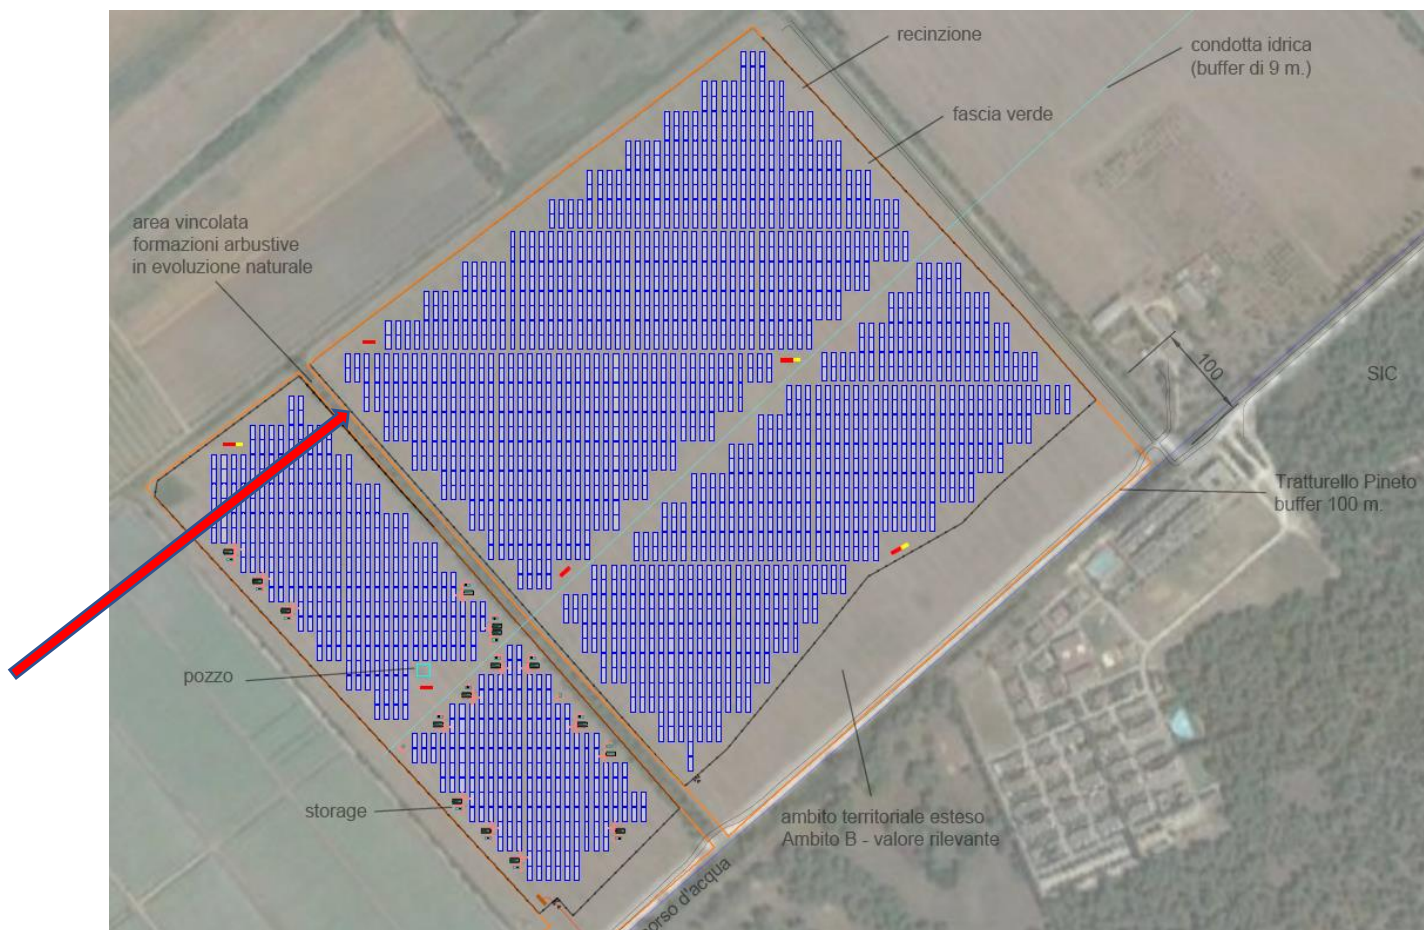 recinzione
condotta idrica
(buffer di 9 m.)
fascia verde
area vincolata
formazioni arbustive
in evoluzione naturale
100
SIC
Tratturello Pineto
buffer 100 m.
pozzo
storage
ambito territoriale esteso
Ambito B - valore rilevante
corso d'acqua